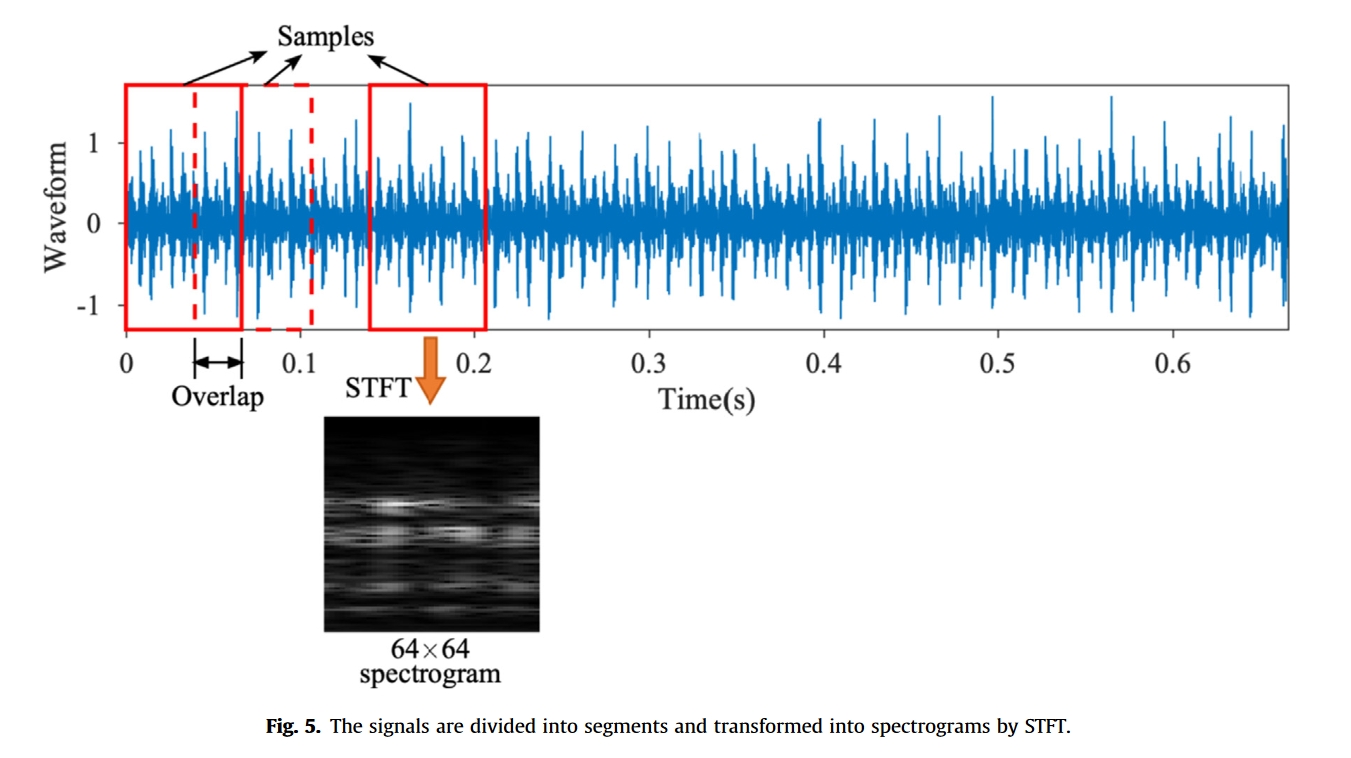 Samples
Waveform
1
0
-1
0
0.1
0.2
0.3
0.4
0.5
0.6
Overlap
STFT
Time(s)
64×64
spectrogram
Fig. 5. The signals are divided into segments and transformed into spectrograms by STFT.